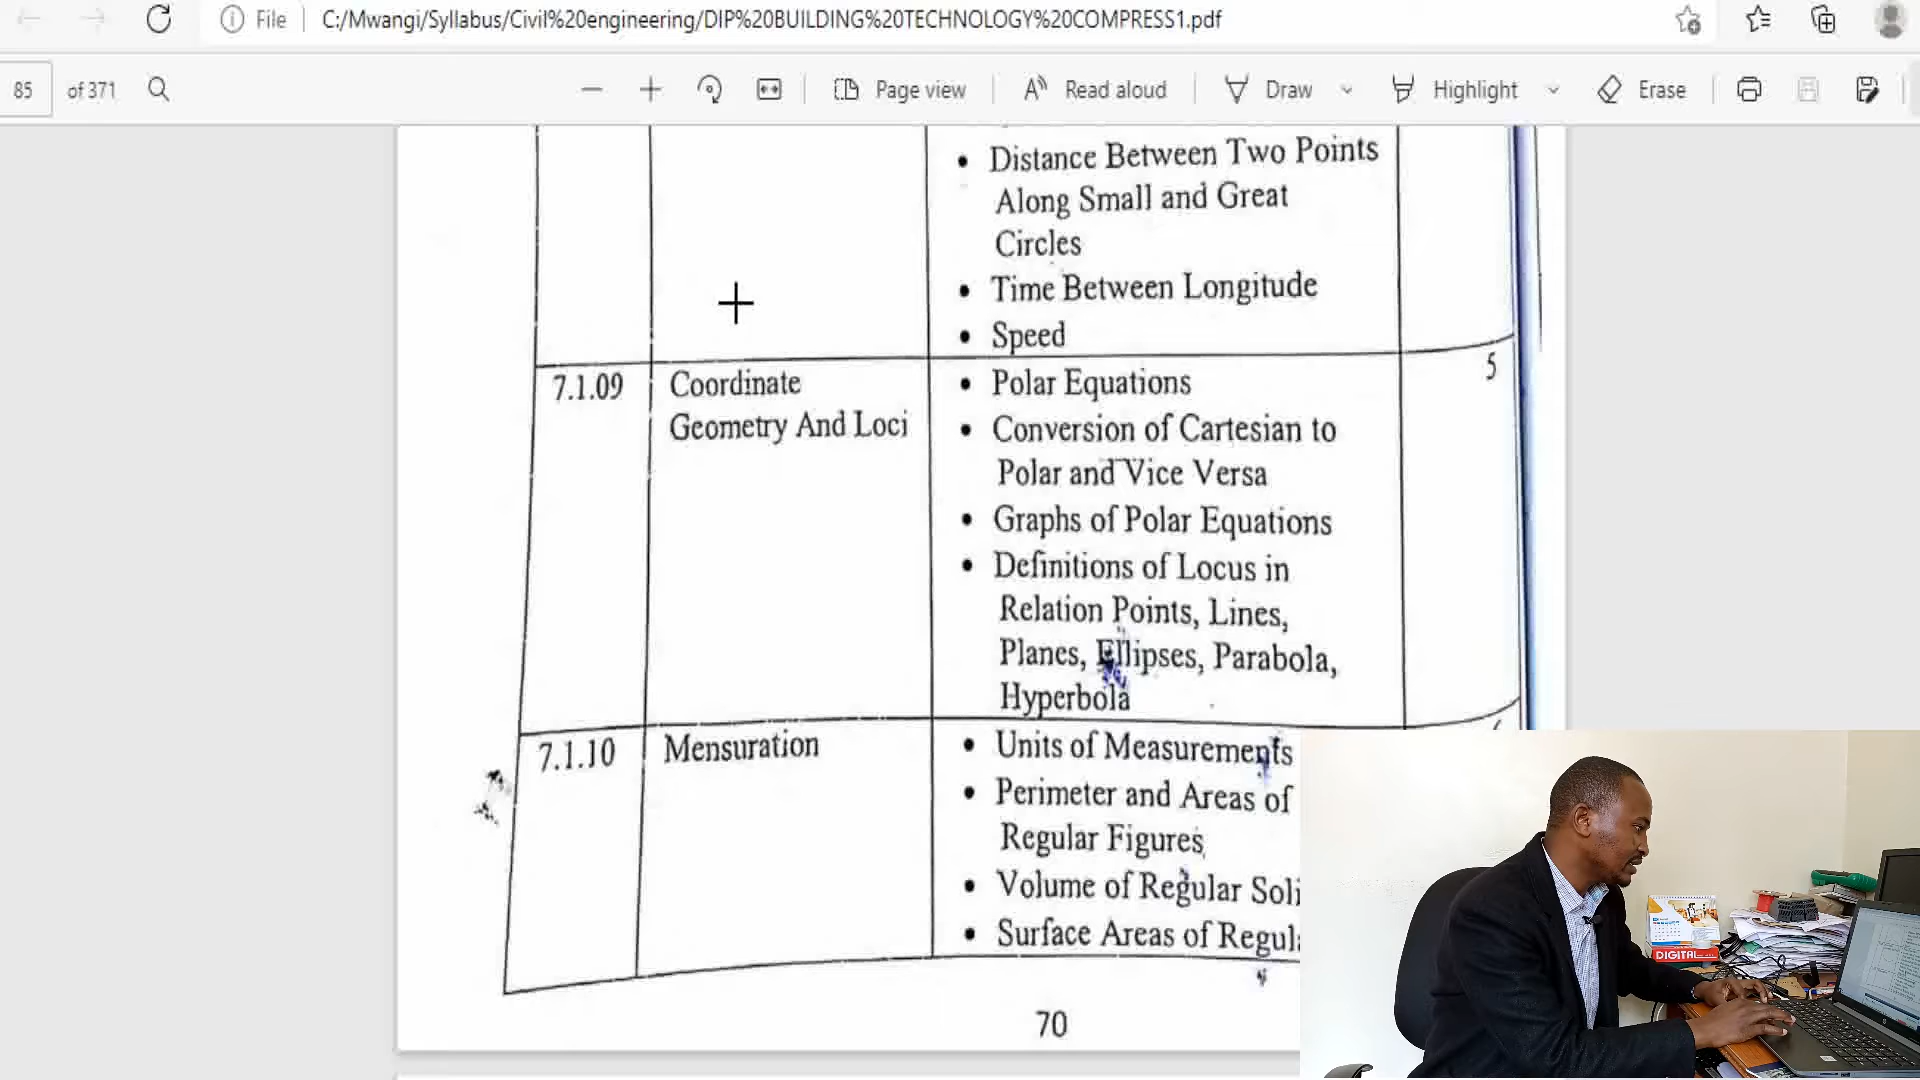 File
C:/Mwangi/Syllabus/Civil%20engineering/DIP%20BUILDING%20TECHNOLOGY%20COMPRESS1.pdf
85 of 371
Page view
Read aloud
Draw
Highlight
Erase
• Distance Between Two Points
Along Small and Great
Circles
• Time Between Longitude
• Speed
7.1.09
Coordinate
Geometry And Loci
• Polar Equations
• Conversion of Cartesian to
Polar and Vice Versa
• Graphs of Polar Equations
• Definitions of Locus in
Relation Points, Lines,
Planes, Ellipses, Parabola,
Hyperbola
5
7.1.10
Mensuration
• Units of Measurements
• Perimeter and Areas of
Regular Figures
• Volume of Regular Soli
• Surface Areas of Regul
70
DIGITAL